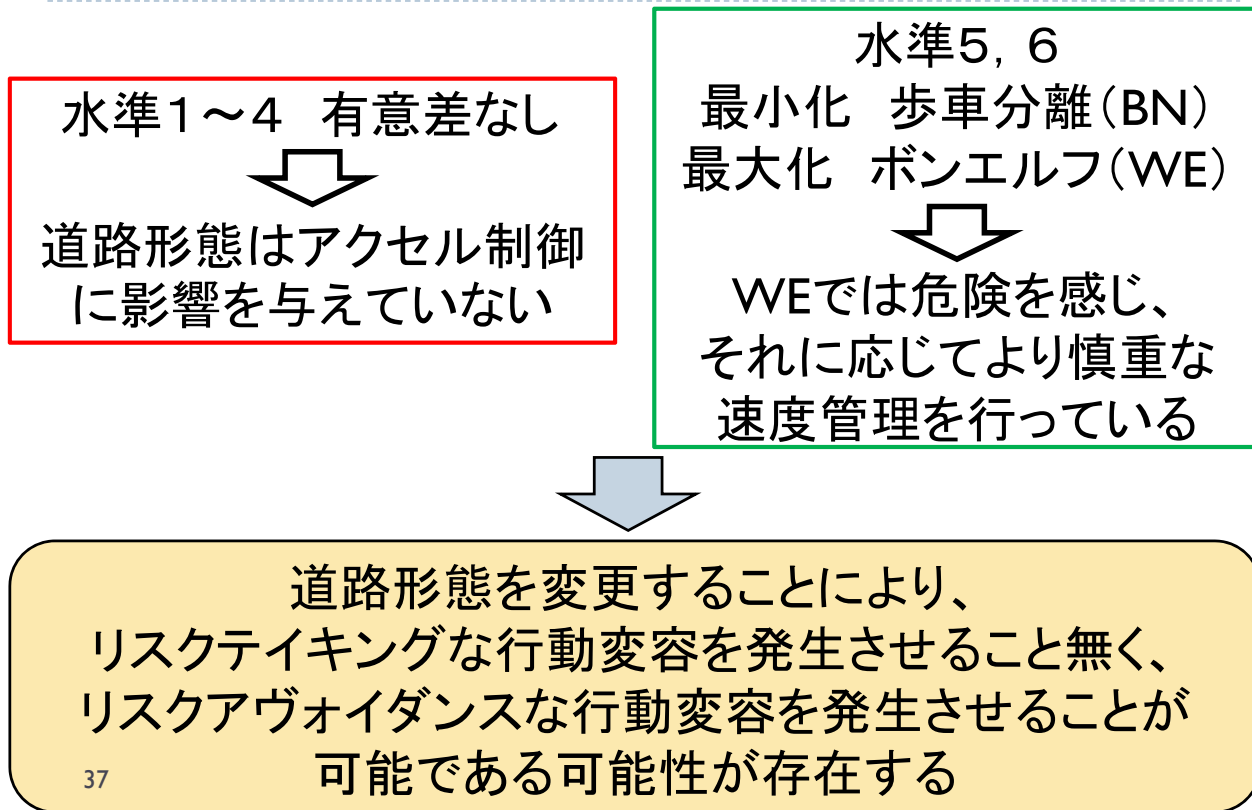 水準1～4　有意差なし
道路形態はアクセル制御
に影響を与えていない
水準5，6
最小化　歩車分離(BN)
最大化　ボンエルフ(WE)
WEでは危険を感じ、
それに応じてより慎重な
速度管理を行っている
道路形態を変更することにより、
リスクテイキングな行動変容を発生させること無く、
リスクアヴォイダンスな行動変容を発生させることが
可能である可能性が存在する
37